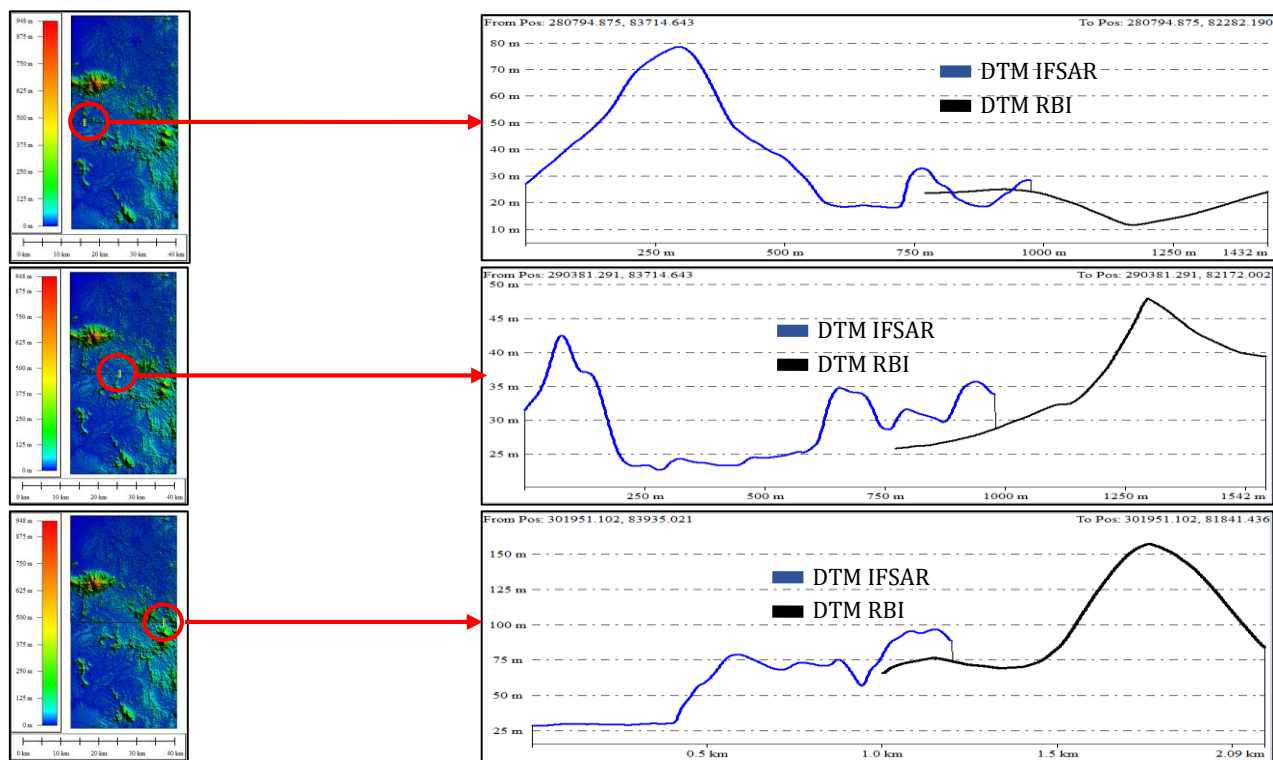 948 m
875 m
750 m
625 m
500 m
450 m
375 m
250 m
125 m
0 m
0 km 10 km 20 km 30 km 40 km
From Pos: 280794.875, 83714.643 To Pos: 280794.875, 82282.190
80 m
70 m
60 m
50 m
40 m
30 m
20 m
10 m
DTM IFSAR
DTM RBI
250 m 500 m 750 m 1000 m 1250 m 1432 m
948 m
875 m
750 m
625 m
500 m
375 m
250 m
125 m
0 m
0 km 10 km 20 km 30 km 40 km
From Pos: 290381.291, 83714.643 To Pos: 290381.291, 82172.002
50 m
45 m
40 m
35 m
30 m
25 m
DTM IFSAR
DTM RBI
250 m 500 m 750 m 1000 m 1250 m 1542 m
948 m
875 m
750 m
625 m
500 m
375 m
250 m
125 m
0 m
0 km 10 km 20 km 30 km 40 km
From Pos: 301951.102, 83935.021 To Pos: 301951.102, 81841.436
150 m
125 m
100 m
75 m
50 m
25 m
DTM IFSAR
DTM RBI
0.5 km 1.0 km 1.5 km 2.09 km